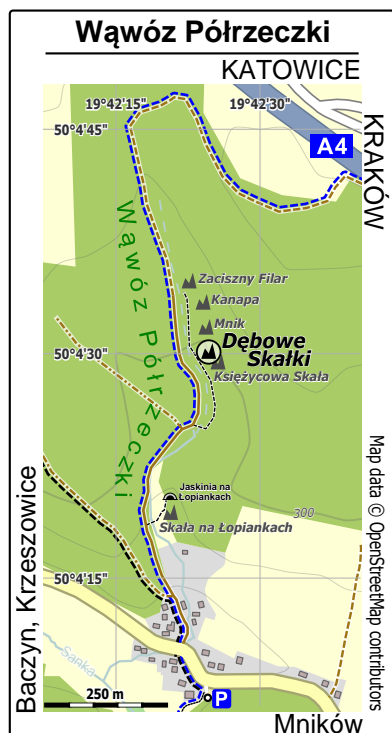 Wąwóz Półrzeczki
KATOWICE
19°42'15"
19°42'30"
50°4'45"
A4
KRAKÓW
Wąwóz Półrzeczki
Zaciszny Filar
Kanapa
Mnik
Dębowe
Skałki
50°4'30"
Księżycowa Skała
Jaskinia na
Łopiankach
Skała na Łopiankach
300
50°4'15"
Baczyn, Krzeszowice
Map data © OpenStreetMap contributors
Sanka
250 m
P
Mników